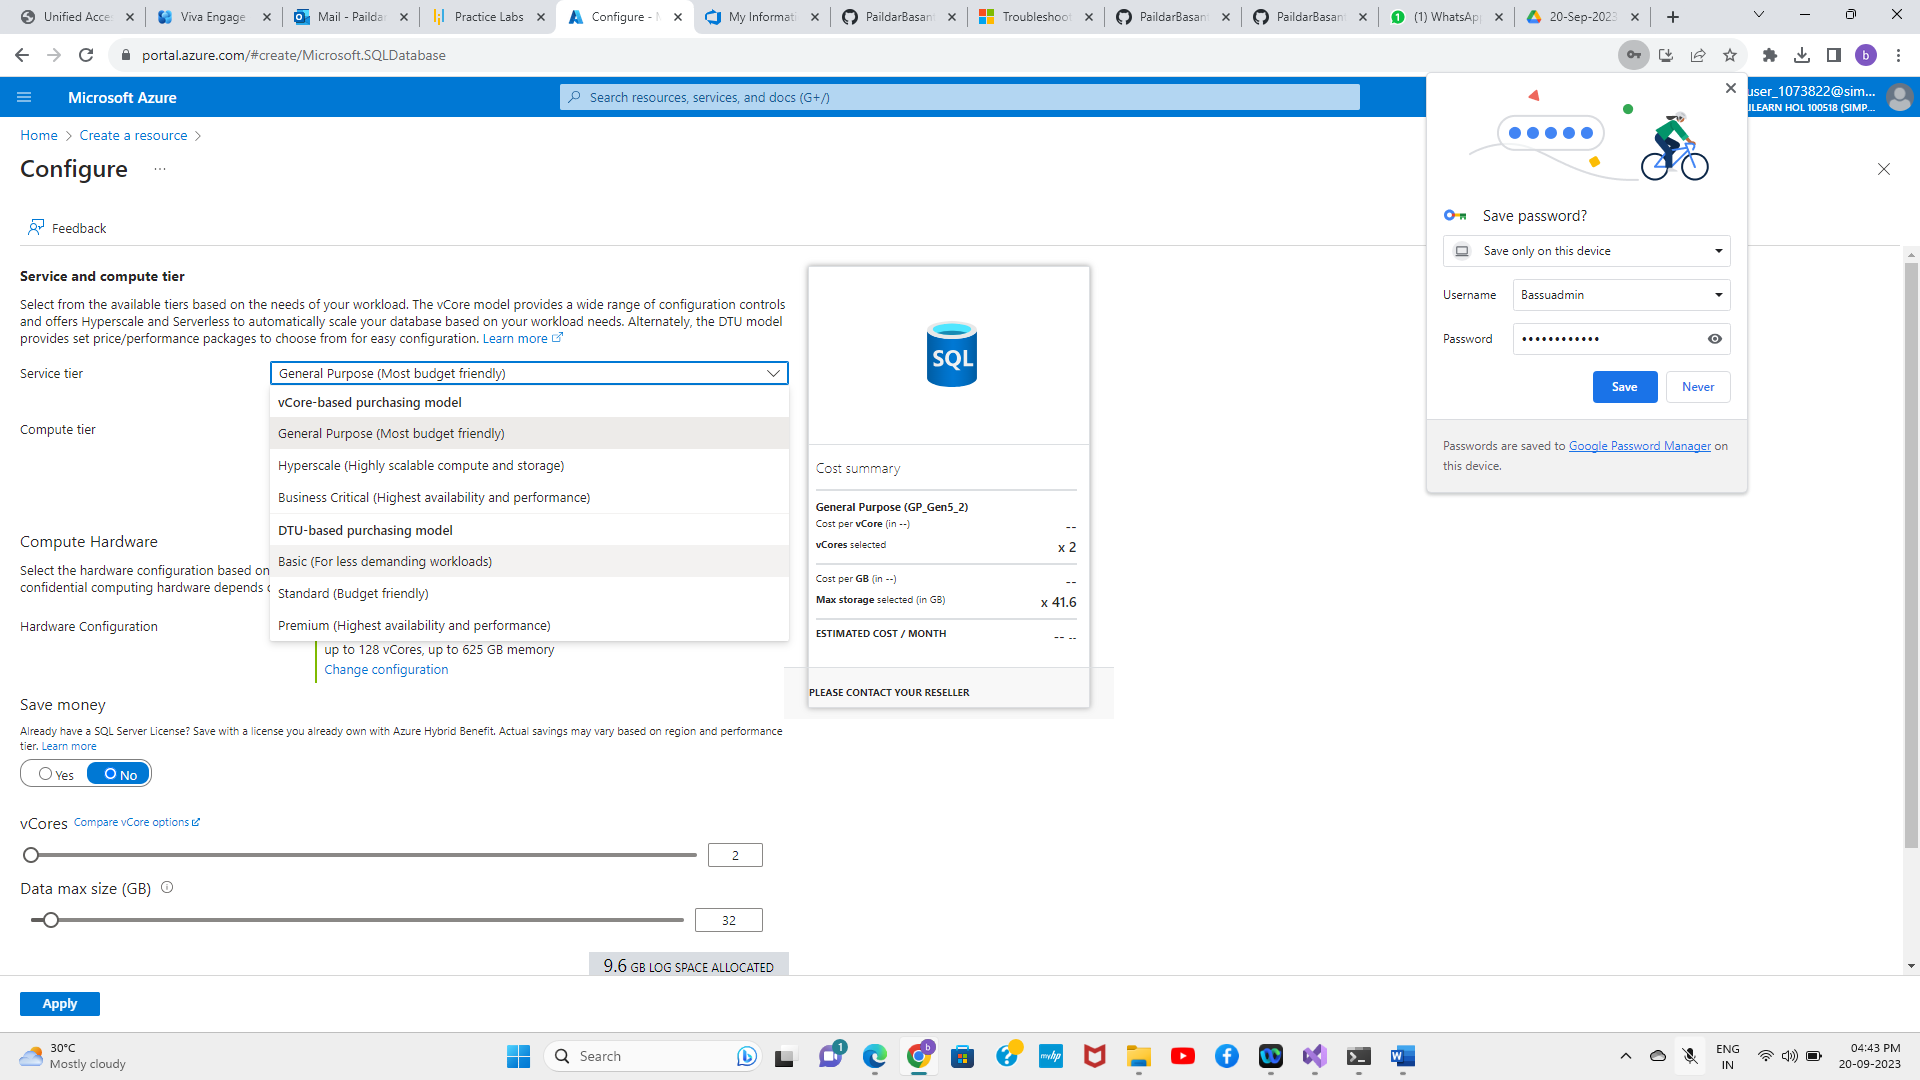 Unified Acce
Viva Engage
Mail - Paildar
Practice Labs
Configure - M
My Informati
PaildarBasan
Troubleshoot
PaildarBasan
PaildarBasan
(1) WhatsApp
20-Sep-2023
portal.azure.com/#create/Microsoft.SQLDatabase
b
Microsoft Azure
Search resources, services, and docs (G+/)
user_1073822@sim...
ILEARN HOL 100518 (SIMP...
Home
Create a resource
Configure
...
Feedback
Service and compute tier
Select from the available tiers based on the needs of your workload. The vCore model provides a wide range of configuration controls
and offers Hyperscale and Serverless to automatically scale your database based on your workload needs. Alternately, the DTU model
provides set price/performance packages to choose from for easy configuration. Learn more
Service tier
General Purpose (Most budget friendly)
vCore-based purchasing model
General Purpose (Most budget friendly)
Hyperscale (Highly scalable compute and storage)
Business Critical (Highest availability and performance)
DTU-based purchasing model
Basic (For less demanding workloads)
Standard (Budget friendly)
Premium (Highest availability and performance)
Compute tier
Compute Hardware
Select the hardware configuration based on
confidential computing hardware depends
Hardware Configuration
up to 128 vCores, up to 625 GB memory
Change configuration
Save money
Already have a SQL Server License? Save with a license you already own with Azure Hybrid Benefit. Actual savings may vary based on region and performance
tier. Learn more
Yes
No
vCores Compare vCore options
2
Data max size (GB)
32
9.6 GB LOG SPACE ALLOCATED
Apply
SQL
Cost summary
General Purpose (GP_Gen5_2)
Cost per vCore (in --)
--
vCores selected
x 2
Cost per GB (in --)
--
Max storage selected (in GB)
x 41.6
ESTIMATED COST / MONTH
-- --
PLEASE CONTACT YOUR RESELLER
Save password?
Save only on this device
Username
Bassuadmin
Password
••••••••••••
Save
Never
Passwords are saved to Google Password Manager on
this device.
30°C
Mostly cloudy
Search
1
b
myhp
ENG
IN
04:43 PM
20-09-2023